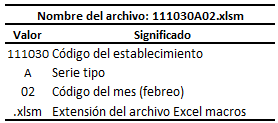 Nombre del archivo: 111030A02.xlsm
Valor Significado
111030 Código del establecimiento
A Serie tipo
02 Código del mes (febreo)
.xlsm Extensión del archivo Excel macros